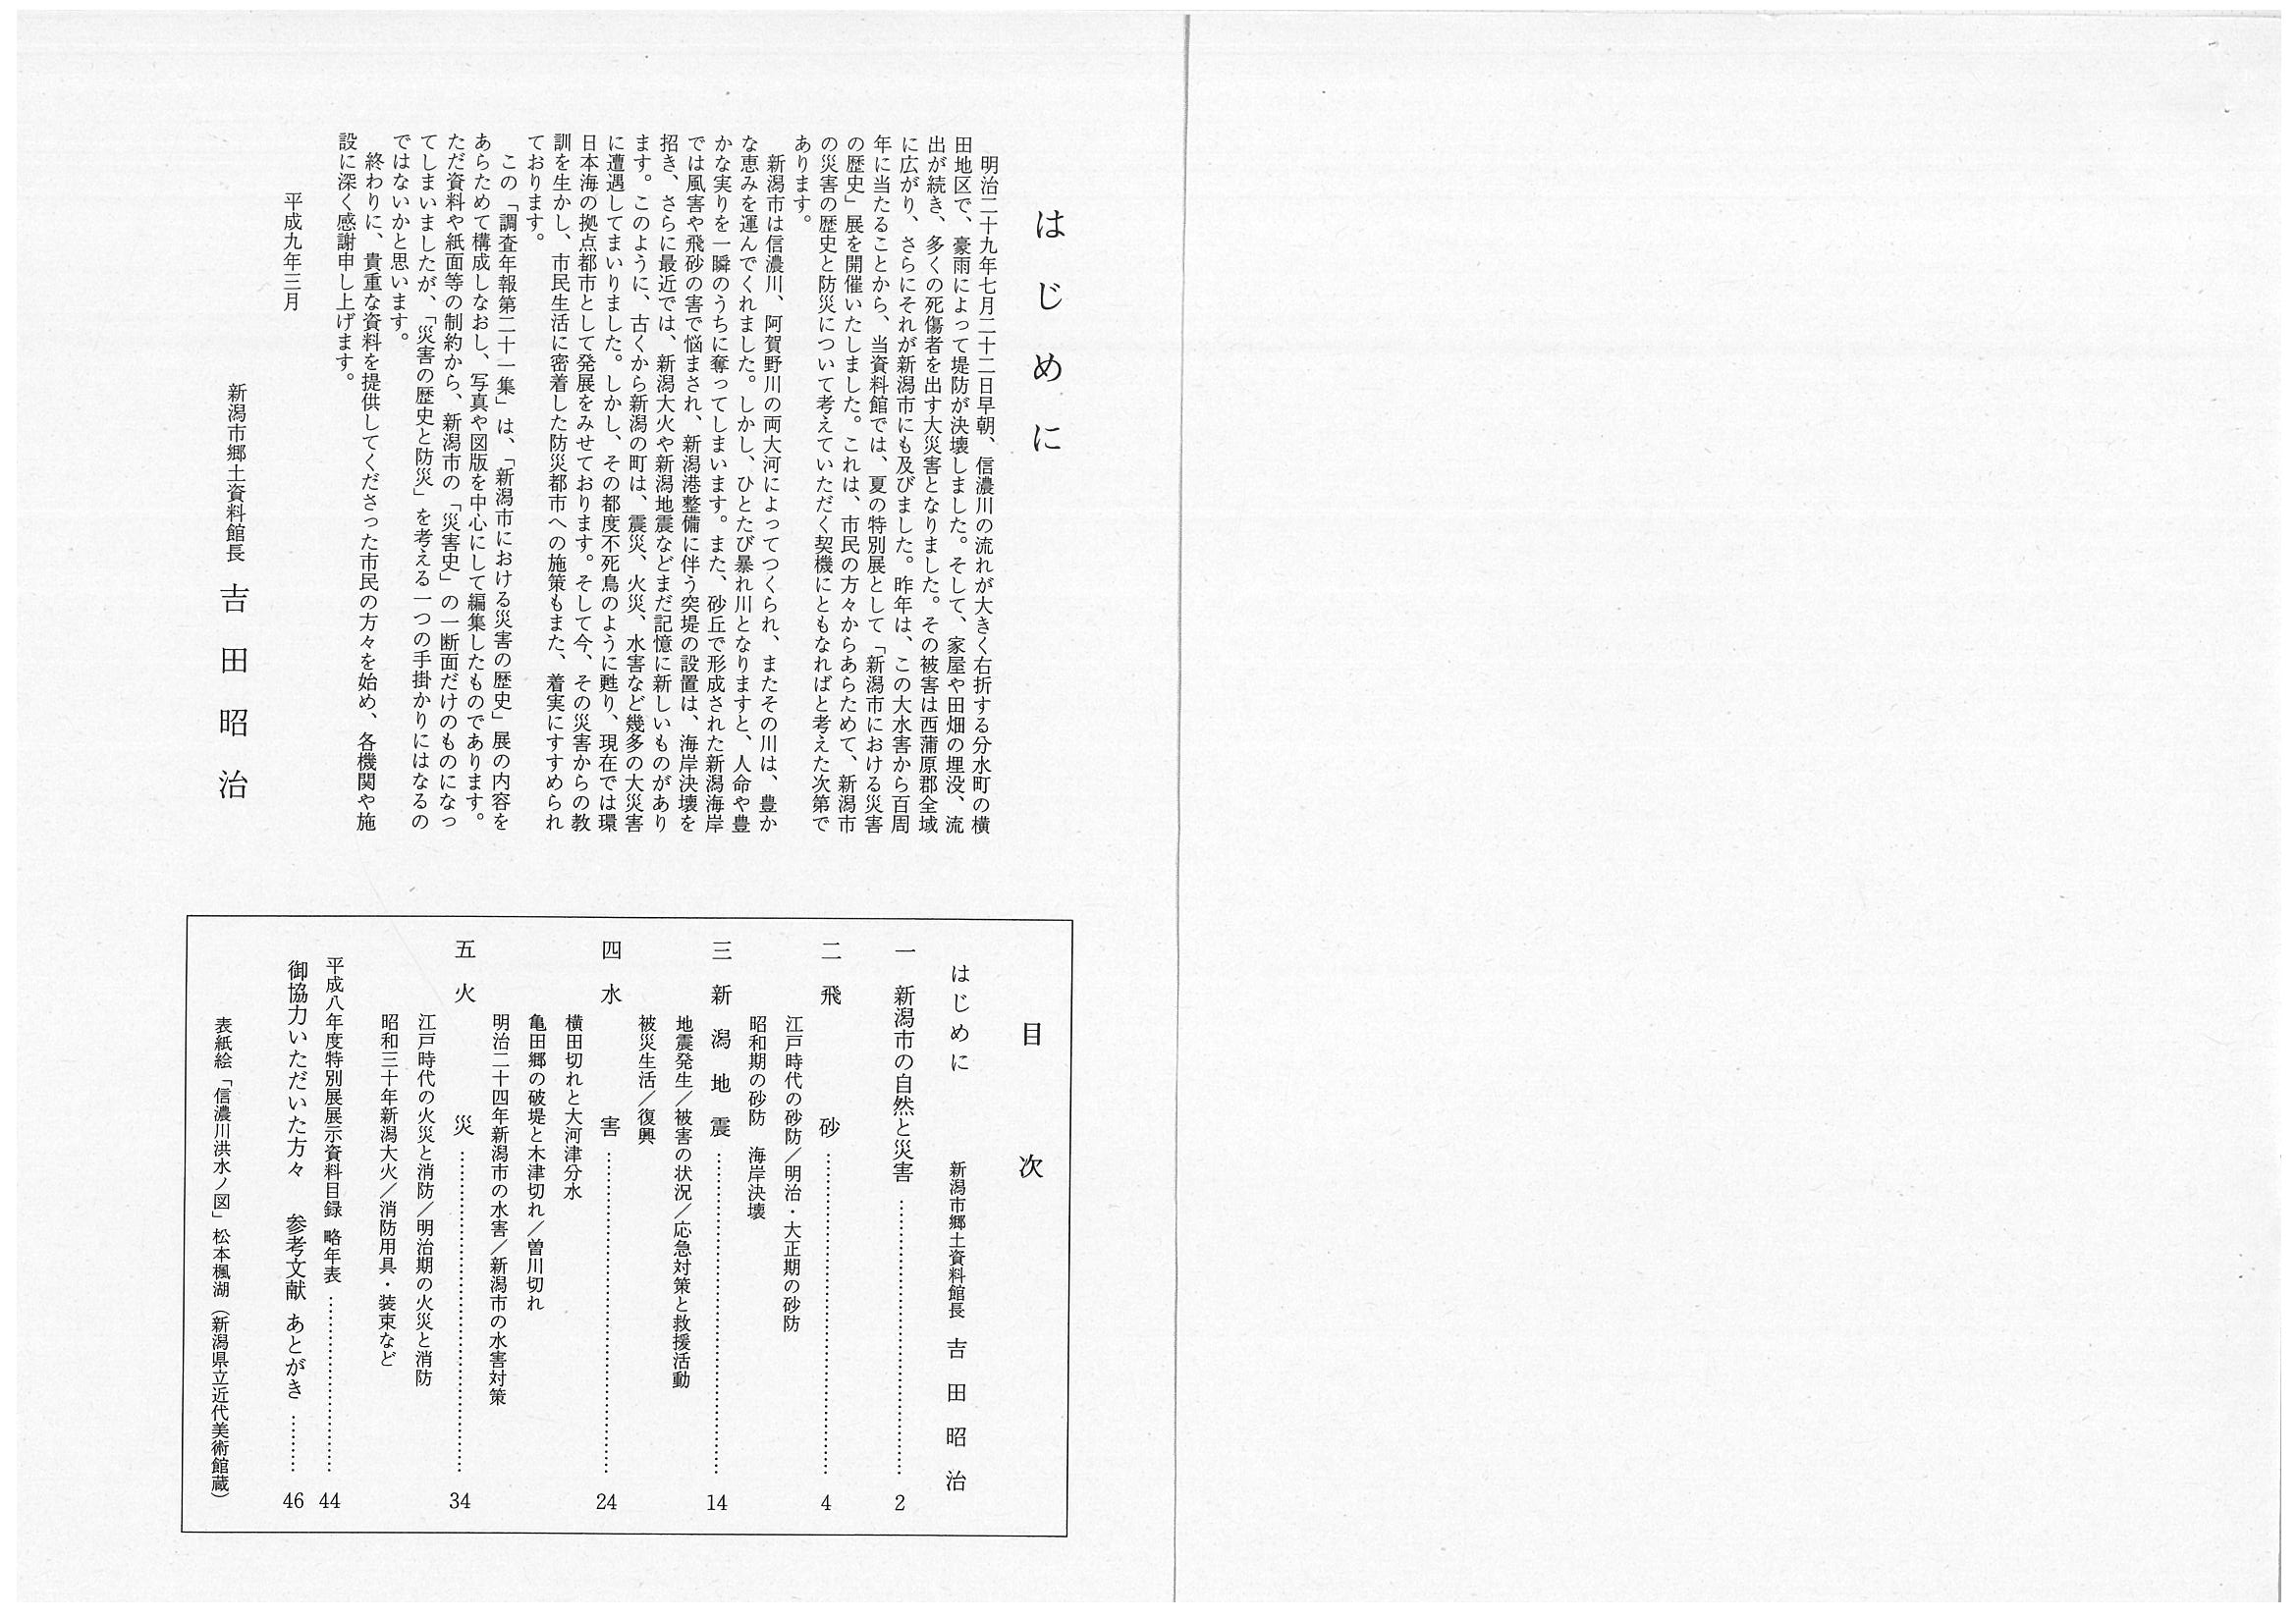 はじめに
明治二十九年七月二十二日早朝、信濃川の流れが大きく右折する分水町の横
田地区で、豪雨によって堤防が決壊しました。そして、家屋や田畑の埋没、流
出が続き、多くの死傷者を出す大災害となりました。その被害は西蒲原郡全域
に広がり、さらにそれが新潟市にも及びました。昨年は、この大水害から百周
年に当たることから、当資料館では、夏の特別展として「新潟市における災害
の歴史」展を開催いたしました。これは、市民の方々からあらためて、新潟市
の災害の歴史と防災について考えていただく契機にともなればと考えた次第で
あります。
新潟市は信濃川、阿賀野川の両大河によってつくられ、またその川は、豊か
な恵みを運んでくれました。しかし、ひとたび暴れ川となりますと、人命や豊
かな実りを一瞬のうちに奪ってしまいます。また、砂丘で形成された新潟海岸
では風害や飛砂の害で悩まされ、新潟港整備に伴う突堤の設置は、海岸決壊を
招き、さらに最近では、新潟大火や新潟地震などまだ記憶に新しいものがあり
ます。このように、古くから新潟の町は、震災、火災、水害など幾多の大災害
に遭遇してまいりました。しかし、その都度不死鳥のように甦り、現在では環
日本海の拠点都市として発展をみせております。そして今、その災害からの教
訓を生かし、市民生活に密着した防災都市への施策もまた、着実にすすめられ
ております。
この「調査年報第二十一集」は、「新潟市における災害の歴史」展の内容を
あらためて構成しなおし、写真や図版を中心にして編集したものであります。
ただ資料や紙面等の制約から、新潟市の「災害史」の一断面だけのものになっ
てしまいましたが、「災害の歴史と防災」を考える一つの手掛かりにはなるの
ではないかと思います。
終わりに、貴重な資料を提供してくださった市民の方々を始め、各機関や施
設に深く感謝申し上げます。
平成九年三月
新潟市郷土資料館長 吉田昭治
目次
はじめに 新潟市郷土資料館長 吉田昭治
一 新潟市の自然と災害 …………………… 2
二 飛砂 …………………… 4
江戸時代の砂防／明治・大正期の砂防
昭和期の砂防 海岸決壊
三 新潟地震 …………………… 14
地震発生／被害の状況／応急対策と救援活動
被災生活／復興
四 水害 …………………… 24
横田切れと大河津分水
亀田郷の破堤と木津切れ／曽川切れ
明治二十四年新潟市の水害／新潟市の水害対策
五 火災 …………………… 34
江戸時代の火災と消防／明治期の火災と消防
昭和三十年新潟大火／消防用具・装束など
平成八年度特別展展示資料目録 略年表 …………… 44
御協力いただいた方々 参考文献 あとがき ……… 46
表紙絵「信濃川洪水ノ図」松本楓湖（新潟県立近代美術館蔵）